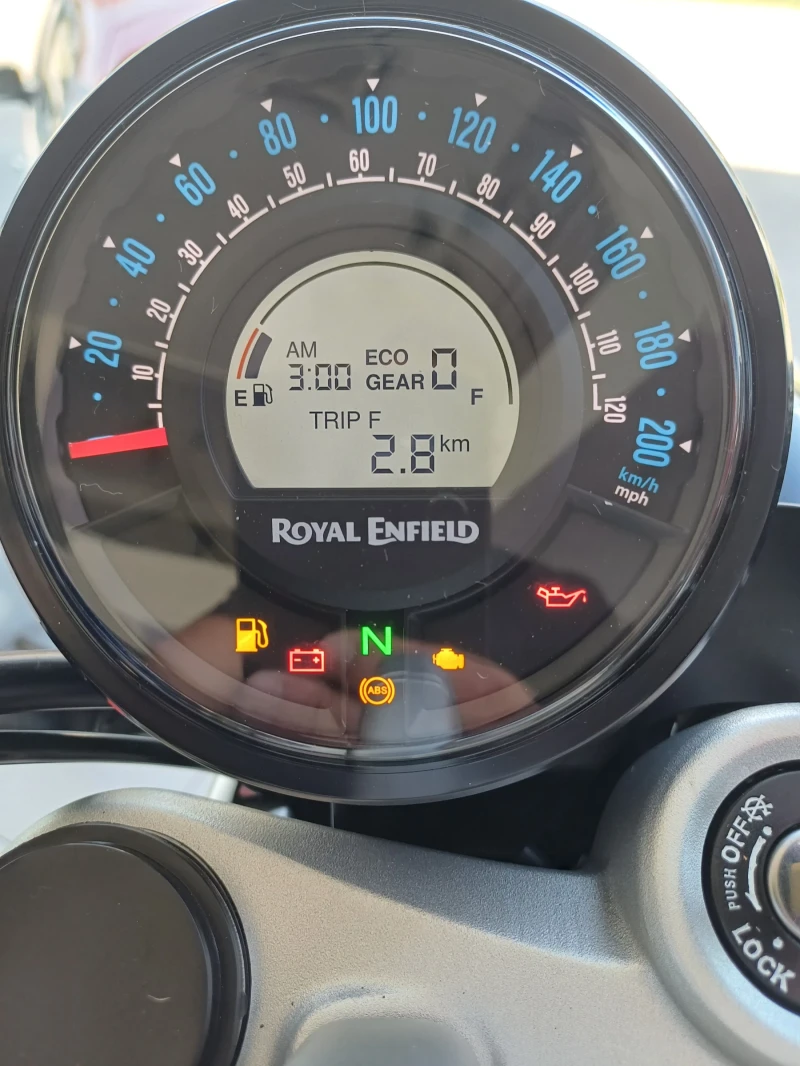 20
40
60
80
100
120
140
160
180
200
km/h
mph
10
20
30
40
50
60
70
80
90
100
110
120
AM
3:00
ECO
GEAR 0
E
F
TRIP F
2.8 km
ROYAL ENFIELD
N
ABS
PUSH
OFF
LOCK